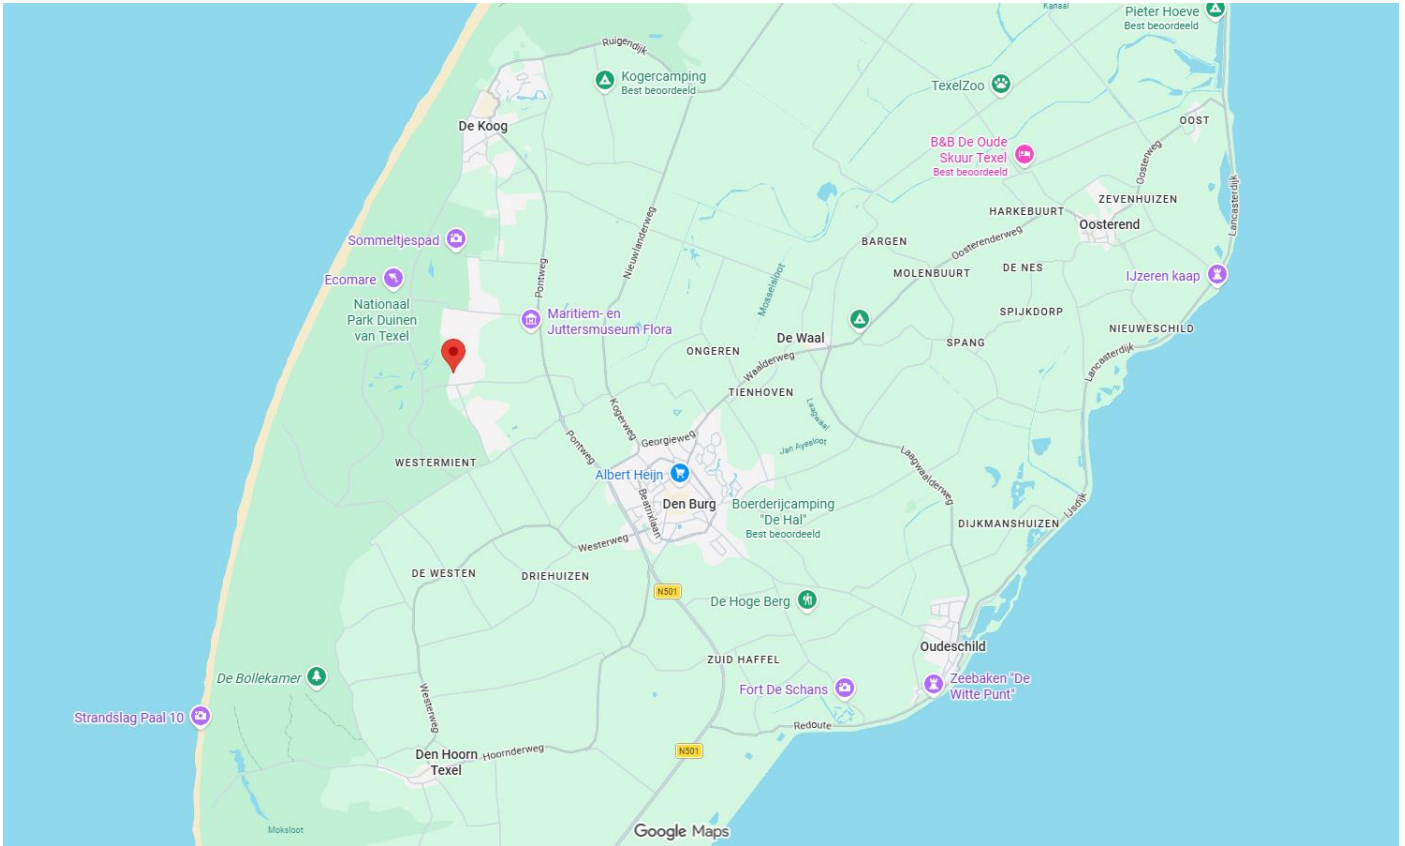 Kanaal
Pieter Hoeve
Best beoordeeld
Ruigendijk
Kogercamping
Best beoordeeld
TexelZoo
De Koog
OOST
B&B De Oude
Skuur Texel
Best beoordeeld
Oosterweg
Lancasterdijk
ZEVENHUIZEN
HARKEBUURT
Oosterend
Sommeltjespad
Nieuwlanderweg
BARGEN
Oosterenderweg
Ecomare
Pontweg
Mosselsloot
MOLENBUURT
DE NES
IJzeren kaap
Nationaal
Park Duinen
van Texel
Maritiem- en
Juttersmuseum Flora
SPIJKDORP
NIEUWESCHILD
De Waal
SPANG
ONGEREN
Waalderweg
Lancasterdijk
TIENHOVEN
Kogerweg
Laagwaal
Georgieweg
Jan Ayesloot
Pontweg
WESTERMIENT
Albert Heijn
Laagwaalderweg
Den Burg
Beatrixlaan
Boerderijcamping
"De Hal"
Best beoordeeld
IJsdijk
DIJKMANSHUIZEN
Westerweg
DE WESTEN
DRIEHUIZEN
N501
De Hoge Berg
Oudeschild
ZUID HAFFEL
De Bollekamer
Fort De Schans
Zeebaken "De
Witte Punt"
Strandslag Paal 10
Westerweg
Redoute
Den Hoorn
Texel
Hoornderweg
N501
Moksloot
Google Maps